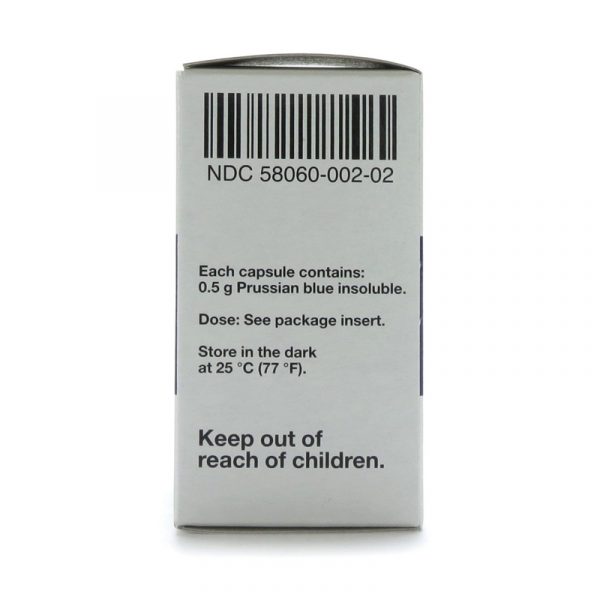 NDC 58060-002-02
Each capsule contains:
0.5 g Prussian blue insoluble.
Dose: See package insert.
Store in the dark
at 25 °C (77 °F).
Keep out of
reach of children.